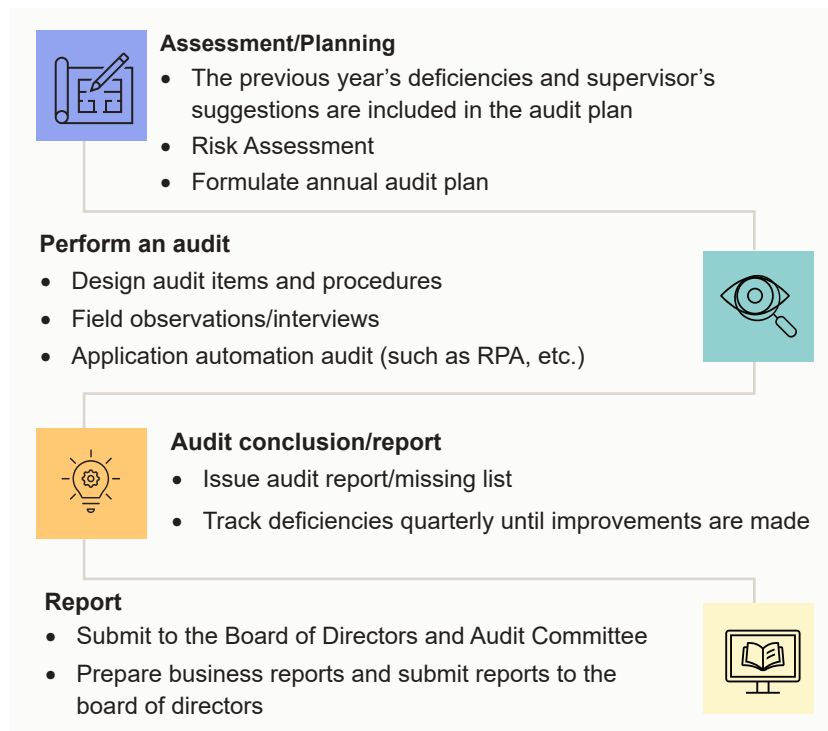 Assessment/Planning
• The previous year's deficiencies and supervisor's
suggestions are included in the audit plan
• Risk Assessment
• Formulate annual audit plan
Perform an audit
• Design audit items and procedures
• Field observations/interviews
• Application automation audit (such as RPA, etc.)
Audit conclusion/report
• Issue audit report/missing list
• Track deficiencies quarterly until improvements are made
Report
• Submit to the Board of Directors and Audit Committee
• Prepare business reports and submit reports to the
board of directors